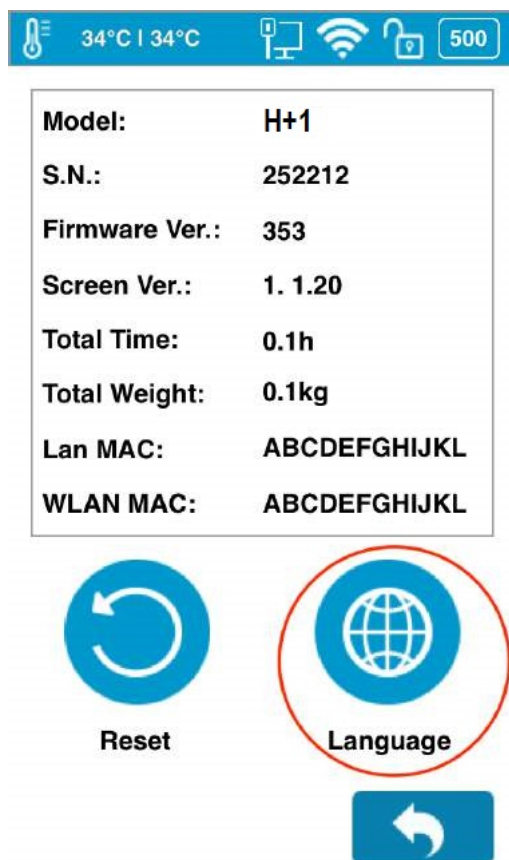 34°C I 34°C 500
Model: H+1
S.N.: 252212
Firmware Ver.: 353
Screen Ver.: 1. 1.20
Total Time: 0.1h
Total Weight: 0.1kg
Lan MAC: ABCDEFGHIJKL
WLAN MAC: ABCDEFGHIJKL
Reset Language